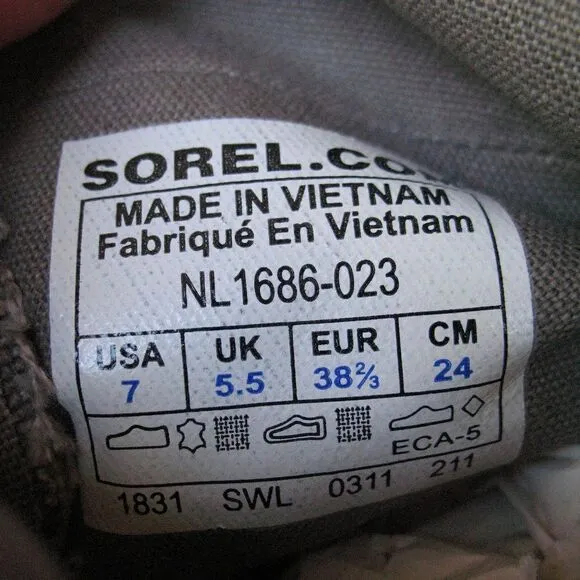 SOREL.COM
MADE IN VIETNAM
Fabriqué En Vietnam
NL1686-023
USA UK EUR CM
7 5.5 38⅔ 24
ECA-5
1831 SWL 0311 211